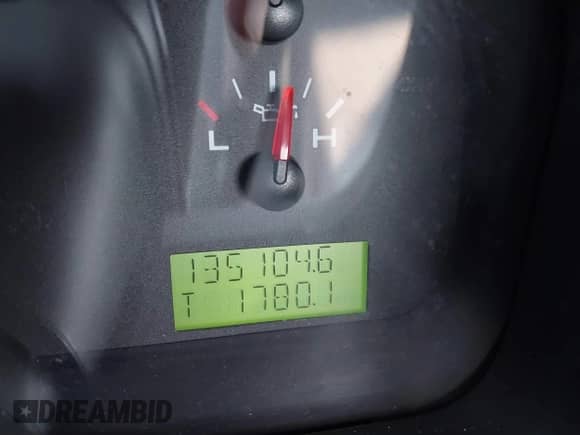 L H
135104.6
T 1780.1
DREAMBID